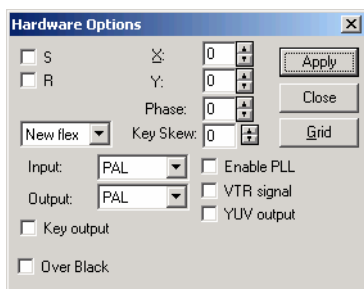 Hardware Options
S X: 0 Apply
R Y: 0
Phase: 0 Close
New flex Key Skew: 0 Grid
Input: PAL Enable PLL
Output: PAL VTR signal
YUV output
Key output
Over Black